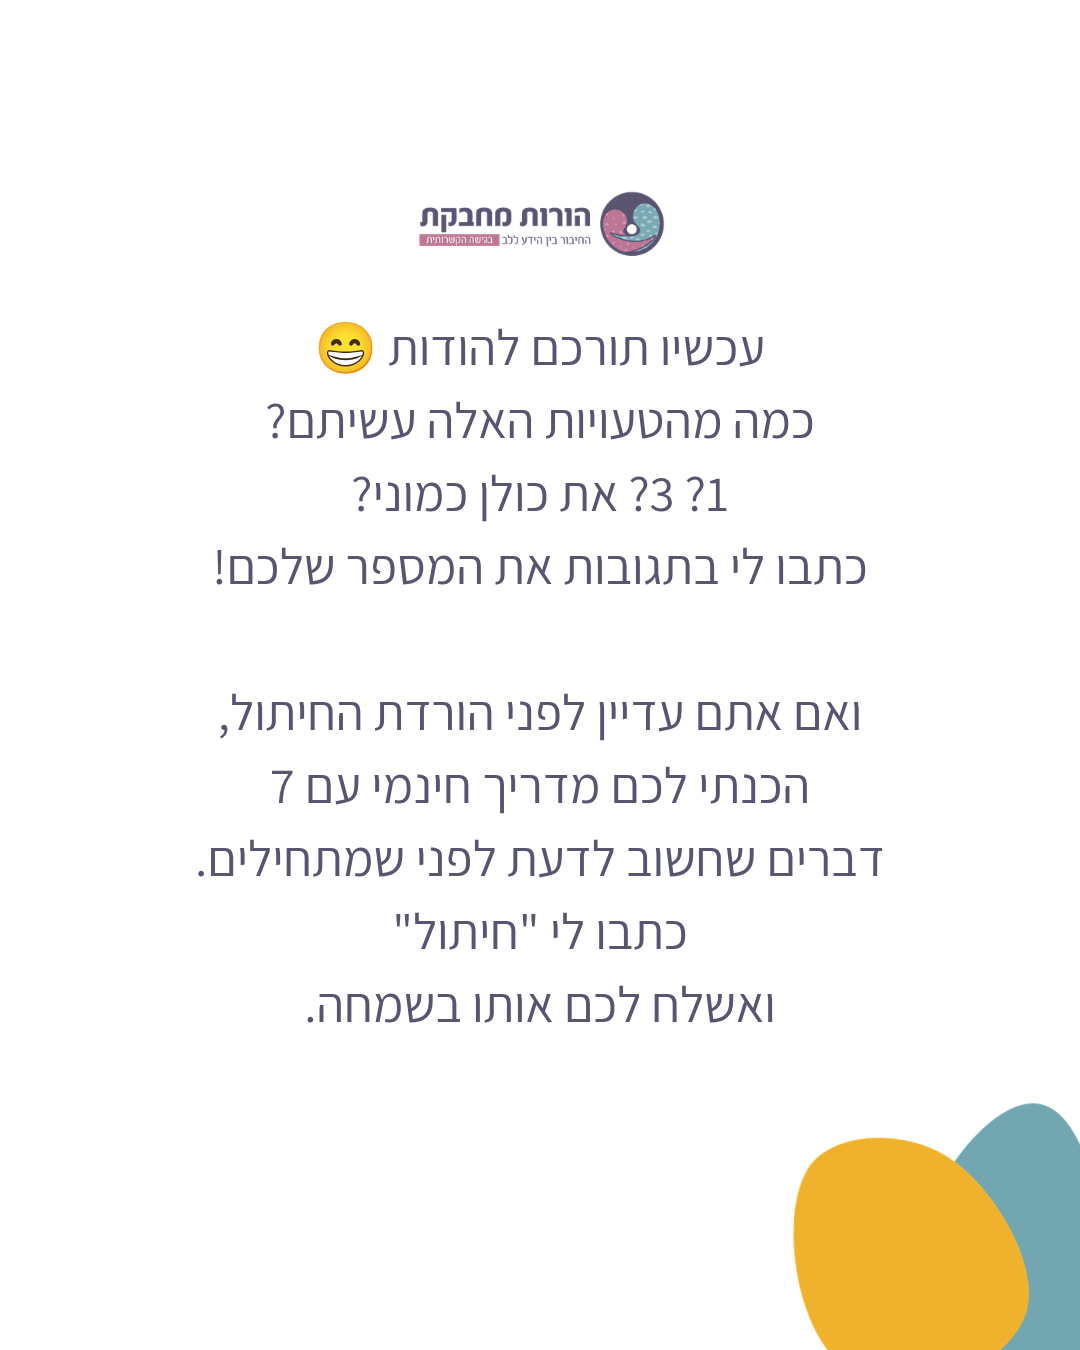 הורות מחבקת
החיבור בין הידע ללב בגישה הקשרותית
עכשיו תורכם להודות 😁
כמה מהטעויות האלה עשיתם?
1? 3? את כולן כמוני?
כתבו לי בתגובות את המספר שלכם!
ואם אתם עדיין לפני הורדת החיתול,
הכנתי לכם מדריך חינמי עם 7
דברים שחשוב לדעת לפני שמתחילים.
כתבו לי "חיתול"
ואשלח לכם אותו בשמחה.